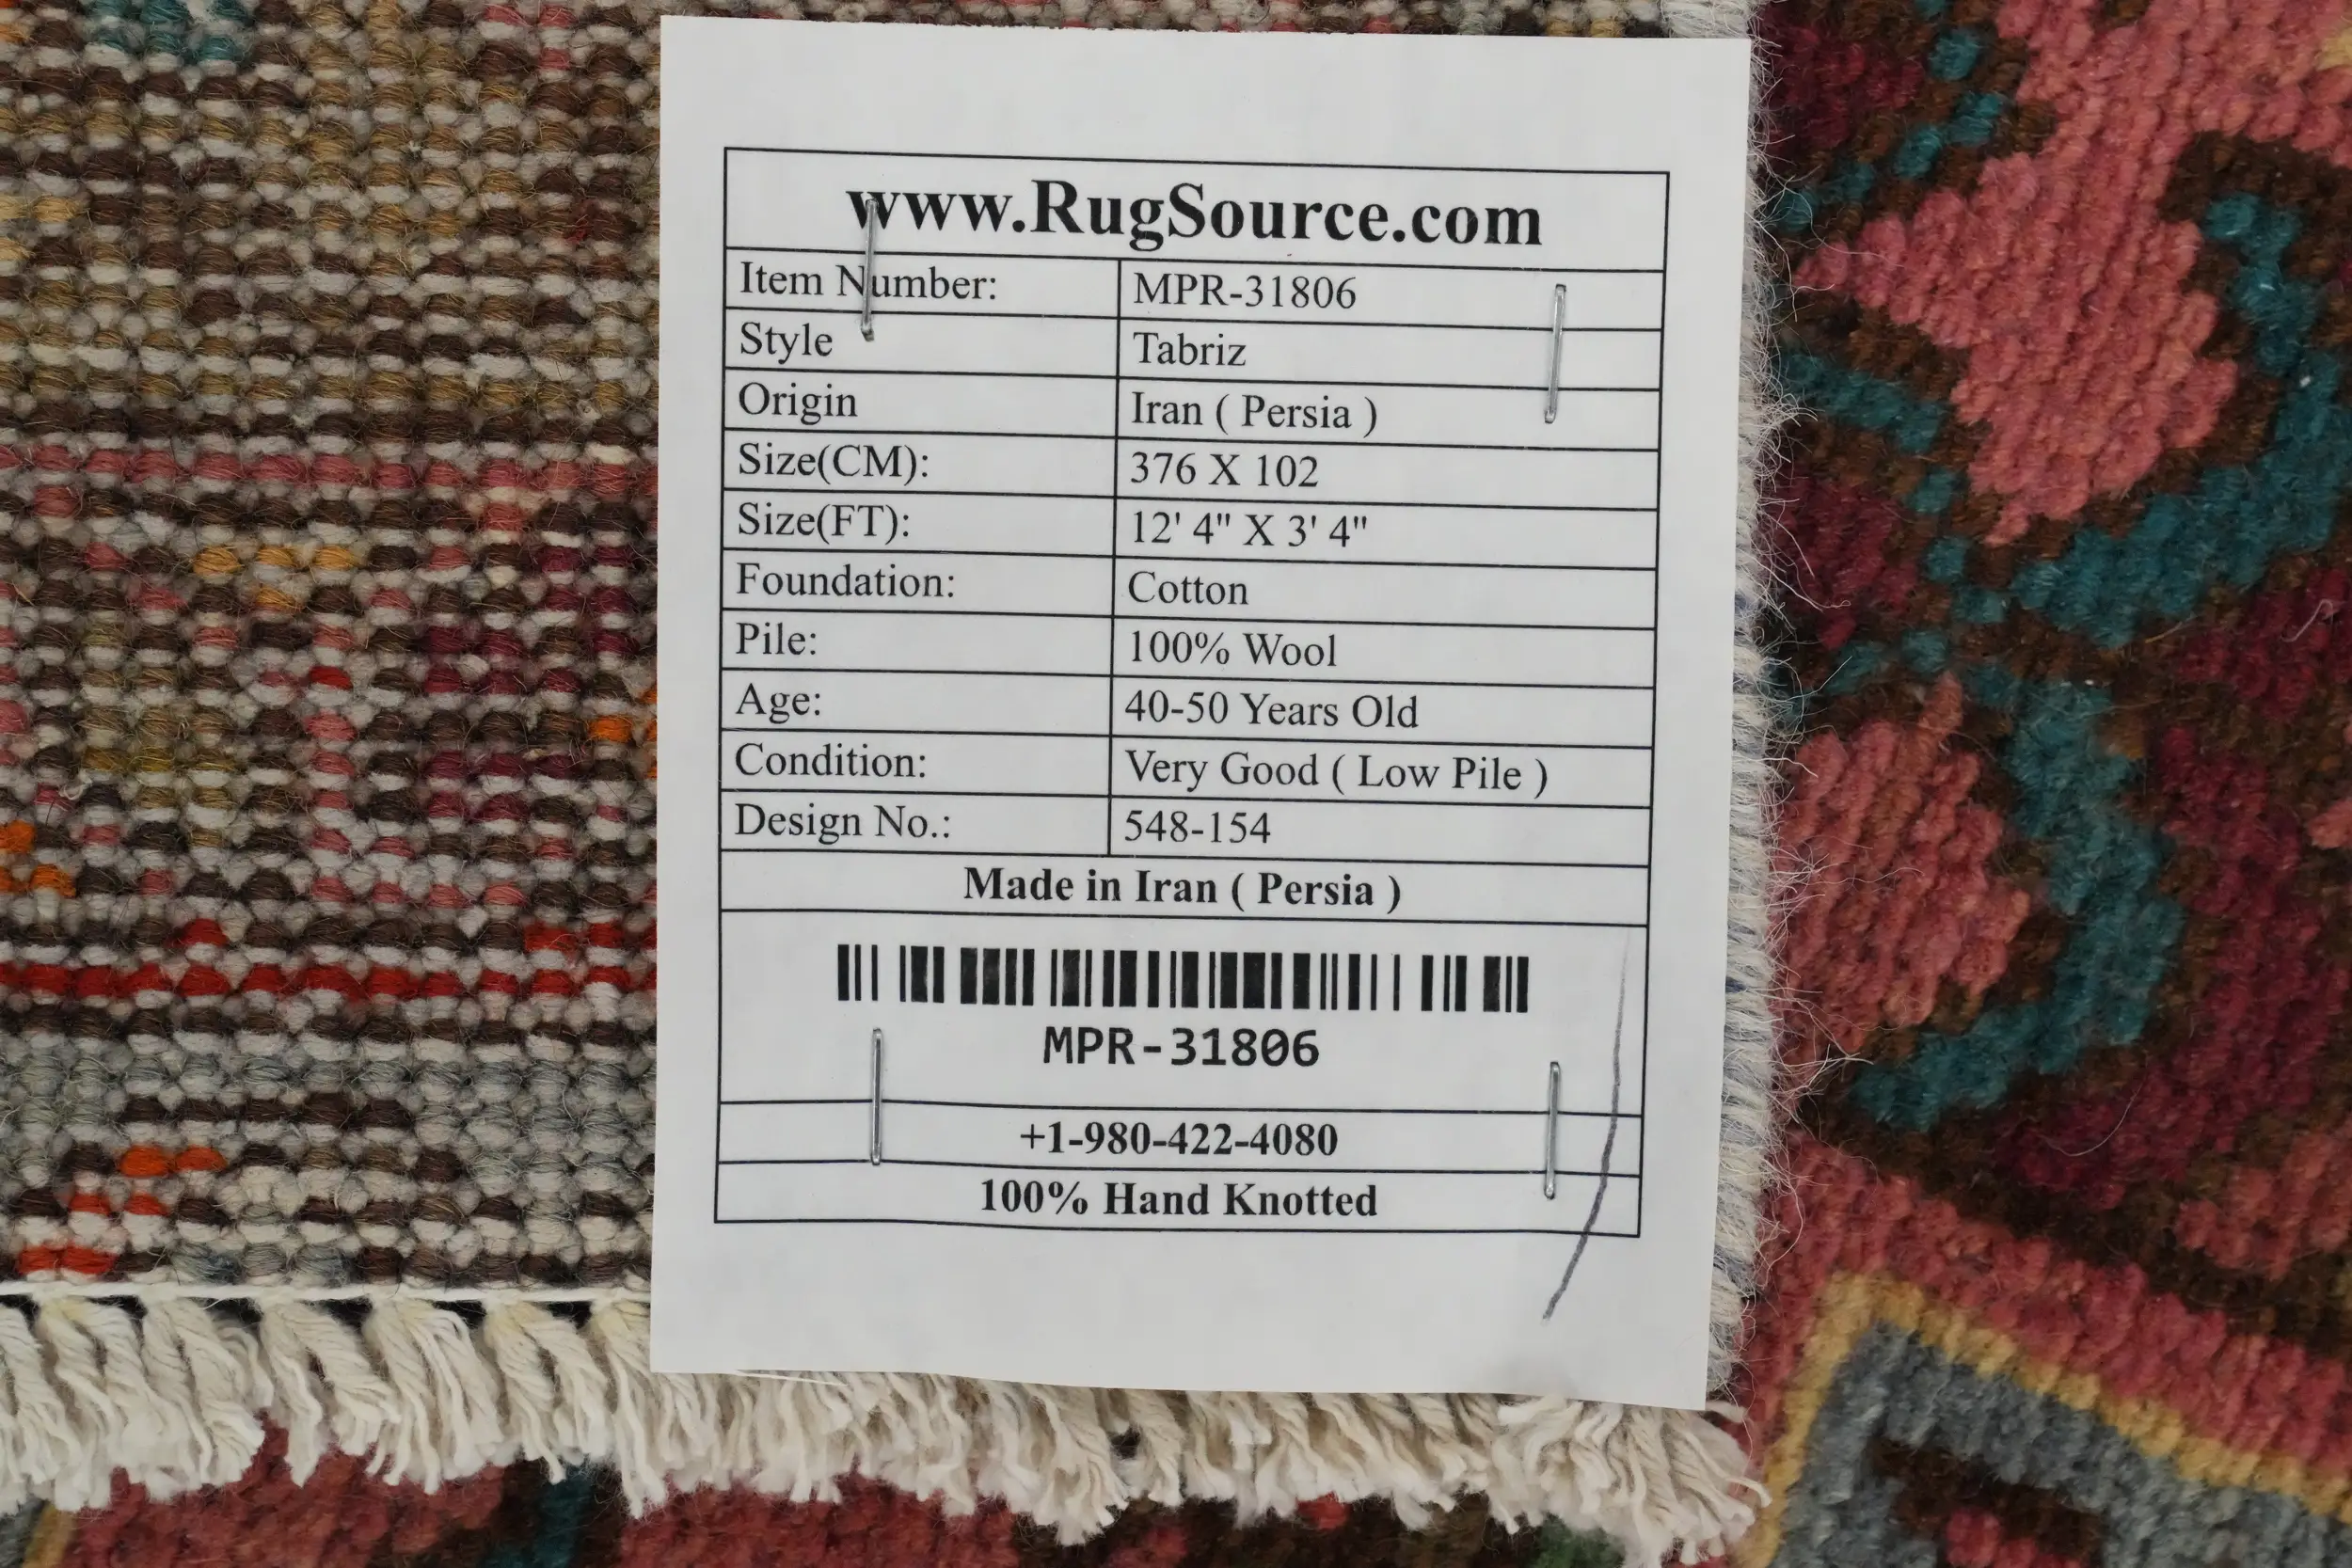 www.RugSource.com
Item Number: MPR-31806
Style Tabriz
Origin Iran ( Persia )
Size(CM): 376 X 102
Size(FT): 12' 4" X 3' 4"
Foundation: Cotton
Pile: 100% Wool
Age: 40-50 Years Old
Condition: Very Good ( Low Pile )
Design No.: 548-154
Made in Iran ( Persia )
MPR-31806
+1-980-422-4080
100% Hand Knotted